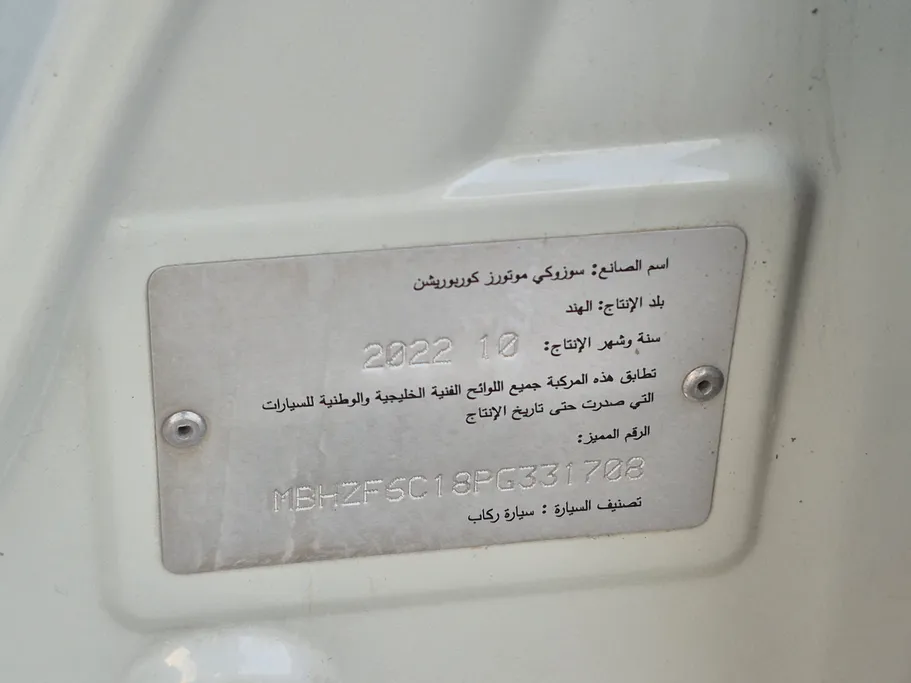 اسم الصانع: سوزوكي موتورز كوربوريشن
بلد الإنتاج: الهند
سنة وشهر الإنتاج: 2022 10
تطابق هذه المركبة جميع اللوائح الفنية الخليجية والوطنية للسيارات
التي صدرت حتى تاريخ الإنتاج
الرقم المميز:
MBHZF6C18PG331708
تصنيف السيارة : سيارة ركاب